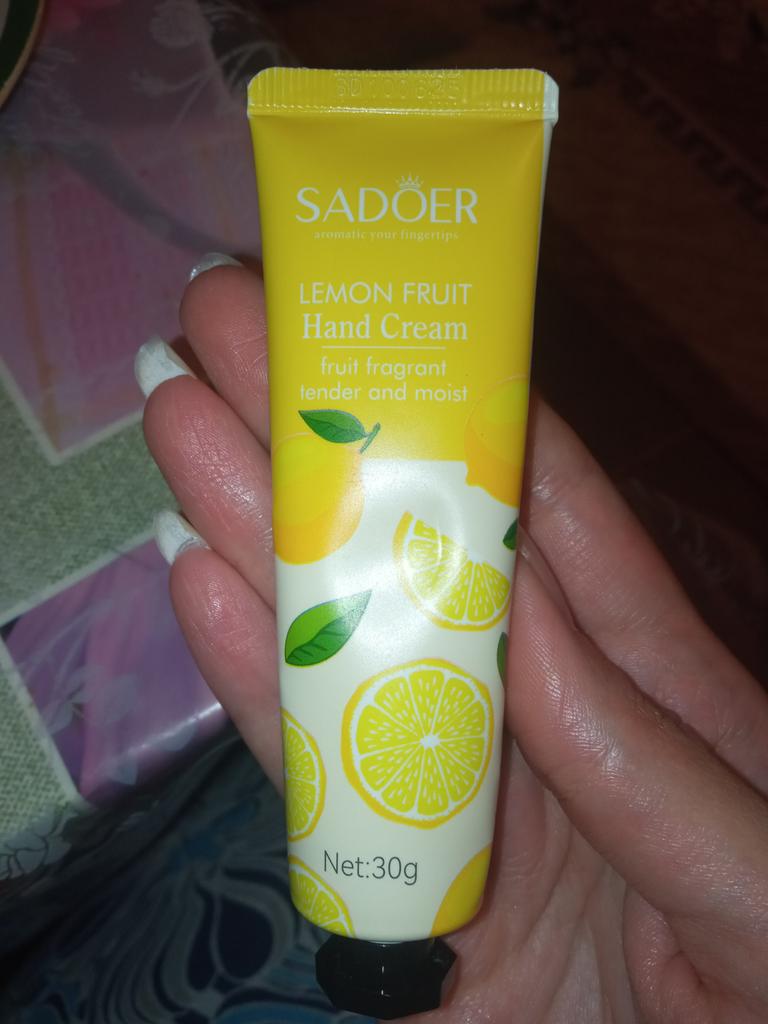 SADOER
aromatic your fingertips
LEMON FRUIT
Hand Cream
fruit fragrant
tender and moist
Net:30g